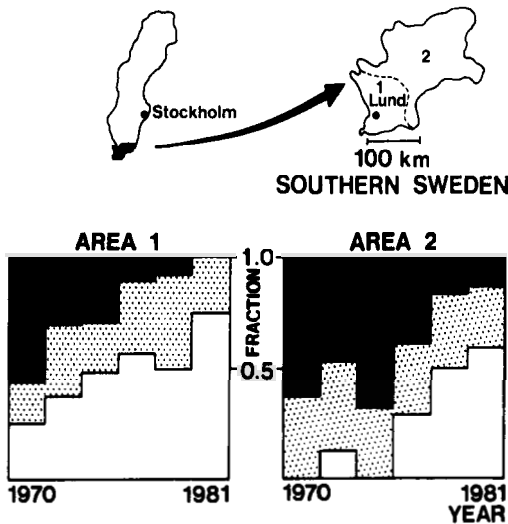 Stockholm
2
1
Lund
100 km
SOUTHERN SWEDEN
AREA 1
AREA 2
1.0
FRACTION
0.5
1970 1981
1970 1981
YEAR